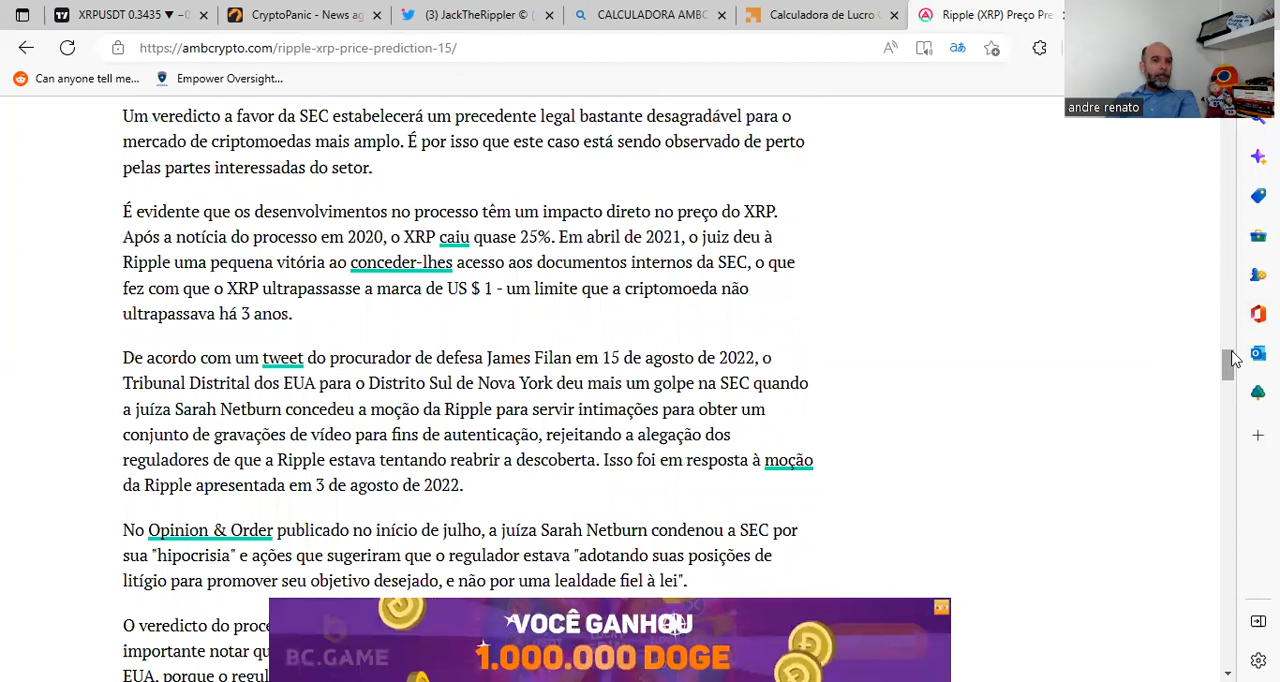 XRPUSDT 0.3435 ▼ −0
CryptoPanic - News ag
(3) JackTheRippler ©
CALCULADORA AMBC
Calculadora de Lucro
Ripple (XRP) Preço Pre
https://ambcrypto.com/ripple-xrp-price-prediction-15/
Can anyone tell me...
Empower Oversight...
andre renato
Um veredicto a favor da SEC estabelecerá um precedente legal bastante desagradável para o
mercado de criptomoedas mais amplo. É por isso que este caso está sendo observado de perto
pelas partes interessadas do setor.
É evidente que os desenvolvimentos no processo têm um impacto direto no preço do XRP.
Após a notícia do processo em 2020, o XRP caiu quase 25%. Em abril de 2021, o juiz deu à
Ripple uma pequena vitória ao conceder-lhes acesso aos documentos internos da SEC, o que
fez com que o XRP ultrapassasse a marca de US $ 1 - um limite que a criptomoeda não
ultrapassava há 3 anos.
De acordo com um tweet do procurador de defesa James Filan em 15 de agosto de 2022, o
Tribunal Distrital dos EUA para o Distrito Sul de Nova York deu mais um golpe na SEC quando
a juíza Sarah Netburn concedeu a moção da Ripple para servir intimações para obter um
conjunto de gravações de vídeo para fins de autenticação, rejeitando a alegação dos
reguladores de que a Ripple estava tentando reabrir a descoberta. Isso foi em resposta à moção
da Ripple apresentada em 3 de agosto de 2022.
No Opinion & Order publicado no início de julho, a juíza Sarah Netburn condenou a SEC por
sua "hipocrisia" e ações que sugeriram que o regulador estava "adotando suas posições de
litígio para promover seu objetivo desejado, e não por uma lealdade fiel à lei".
O veredicto do proce
importante notar qu
EUA, porque o regul
VOCÊ GANHOU
BC.GAME
1.000.000 DOGE